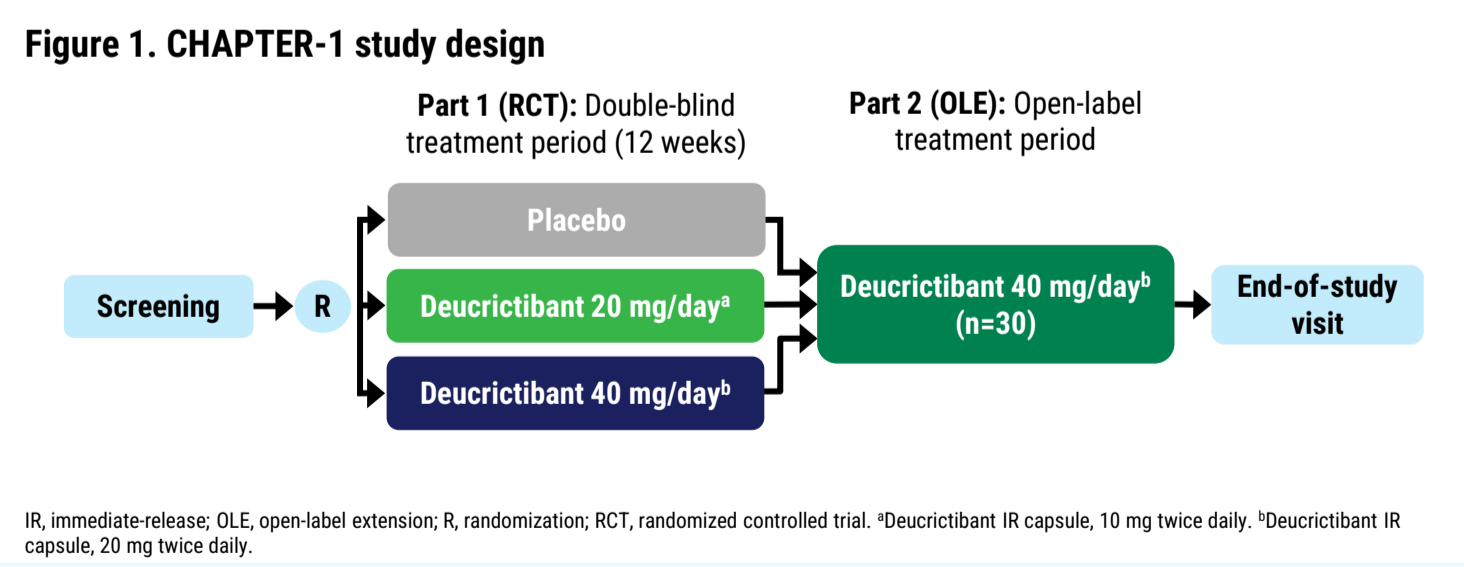 Figure 1. CHAPTER-1 study design
Part 1 (RCT): Double-blind
treatment period (12 weeks)
Part 2 (OLE): Open-label
treatment period
Screening
R
Placebo
Deucrictibant 20 mg/dayᵃ
Deucrictibant 40 mg/dayᵇ
Deucrictibant 40 mg/dayᵇ
(n=30)
End-of-study
visit
IR, immediate-release; OLE, open-label extension; R, randomization; RCT, randomized controlled trial. ᵃDeucrictibant IR capsule, 10 mg twice daily. ᵇDeucrictibant IR
capsule, 20 mg twice daily.